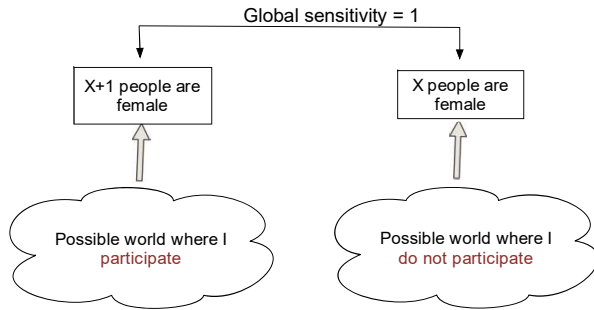 Global sensitivity = 1
X+1 people are
female
X people are
female
Possible world where I
participate
Possible world where I
do not participate